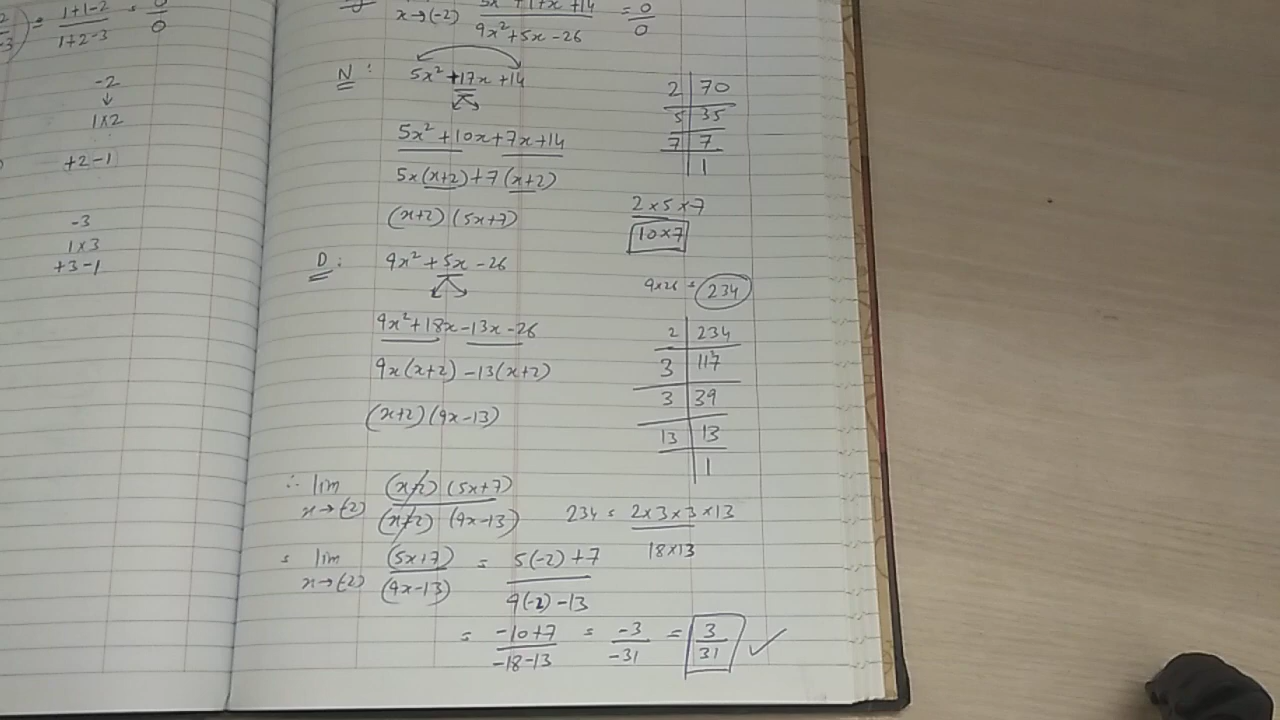 = 1+1-2 / 1+2-3 = 0/0
-2
↓
1×2
+2-1
-3
1×3
+3-1
x→(-2) 9x²+5x-26 = 0/0
N: 5x²+17x+14
5x²+10x+7x+14
5x(x+2)+7(x+2)
(x+2)(5x+7)
2 | 70
5 | 35
7 | 7
1
2×5×7
10×7
D: 9x²+5x-26
9x²+18x-13x-26
9x(x+2)-13(x+2)
(x+2)(9x-13)
9×26 = 234
2 | 234
3 | 117
3 | 39
13 | 13
1
∴ lim x→(-2) (x+2)(5x+7) / (x+2)(9x-13)
234 = 2×3×3×13
18×13
= lim x→(-2) (5x+7) / (9x-13) = 5(-2)+7 / 9(-2)-13
= -10+7 / -18-13 = -3 / -31 = 3/31 ✓